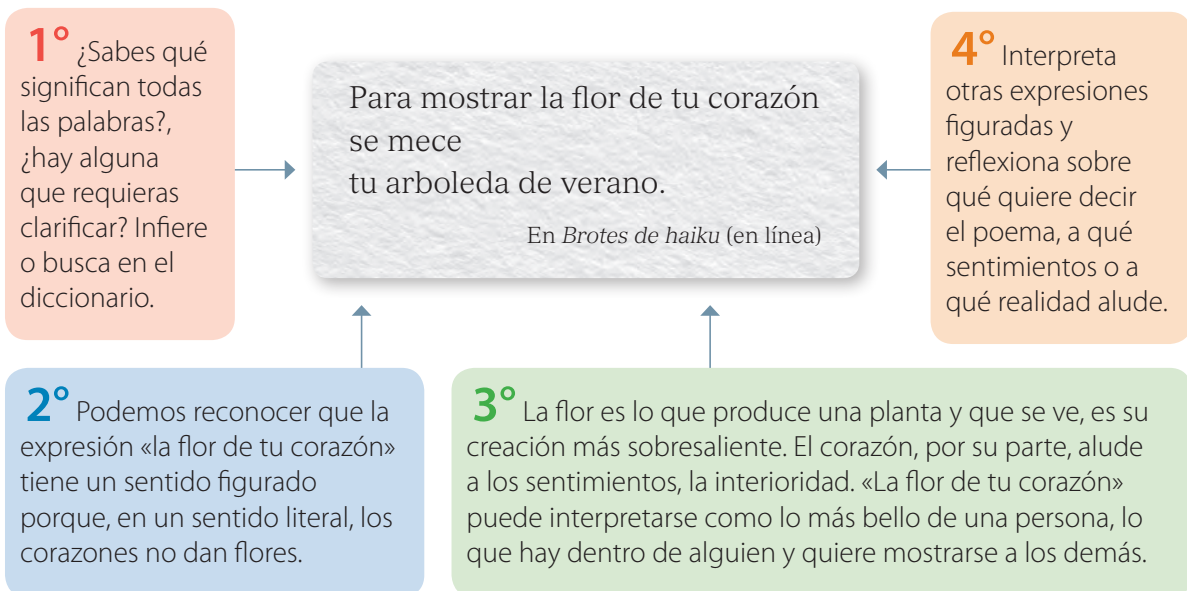 1° ¿Sabes qué
significan todas
las palabras?,
¿hay alguna
que requieras
clarificar? Infiere
o busca en el
diccionario.
Para mostrar la flor de tu corazón
se mece
tu arboleda de verano.
En Brotes de haiku (en línea)
4° Interpreta
otras expresiones
figuradas y
reflexiona sobre
qué quiere decir
el poema, a qué
sentimientos o a
qué realidad alude.
2° Podemos reconocer que la
expresión «la flor de tu corazón»
tiene un sentido figurado
porque, en un sentido literal, los
corazones no dan flores.
3° La flor es lo que produce una planta y que se ve, es su
creación más sobresaliente. El corazón, por su parte, alude
a los sentimientos, la interioridad. «La flor de tu corazón»
puede interpretarse como lo más bello de una persona, lo
que hay dentro de alguien y quiere mostrarse a los demás.